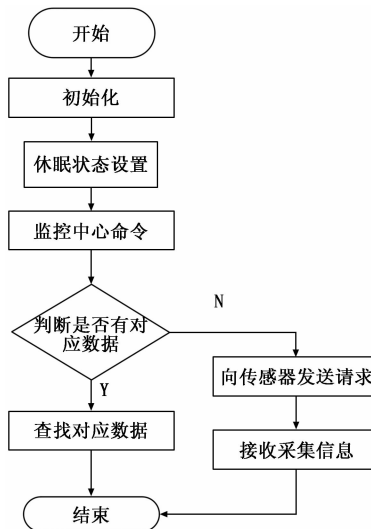 开始
初始化
休眠状态设置
监控中心命令
判断是否有对
应数据
N
Y
向传感器发送请求
查找对应数据
接收采集信息
结束